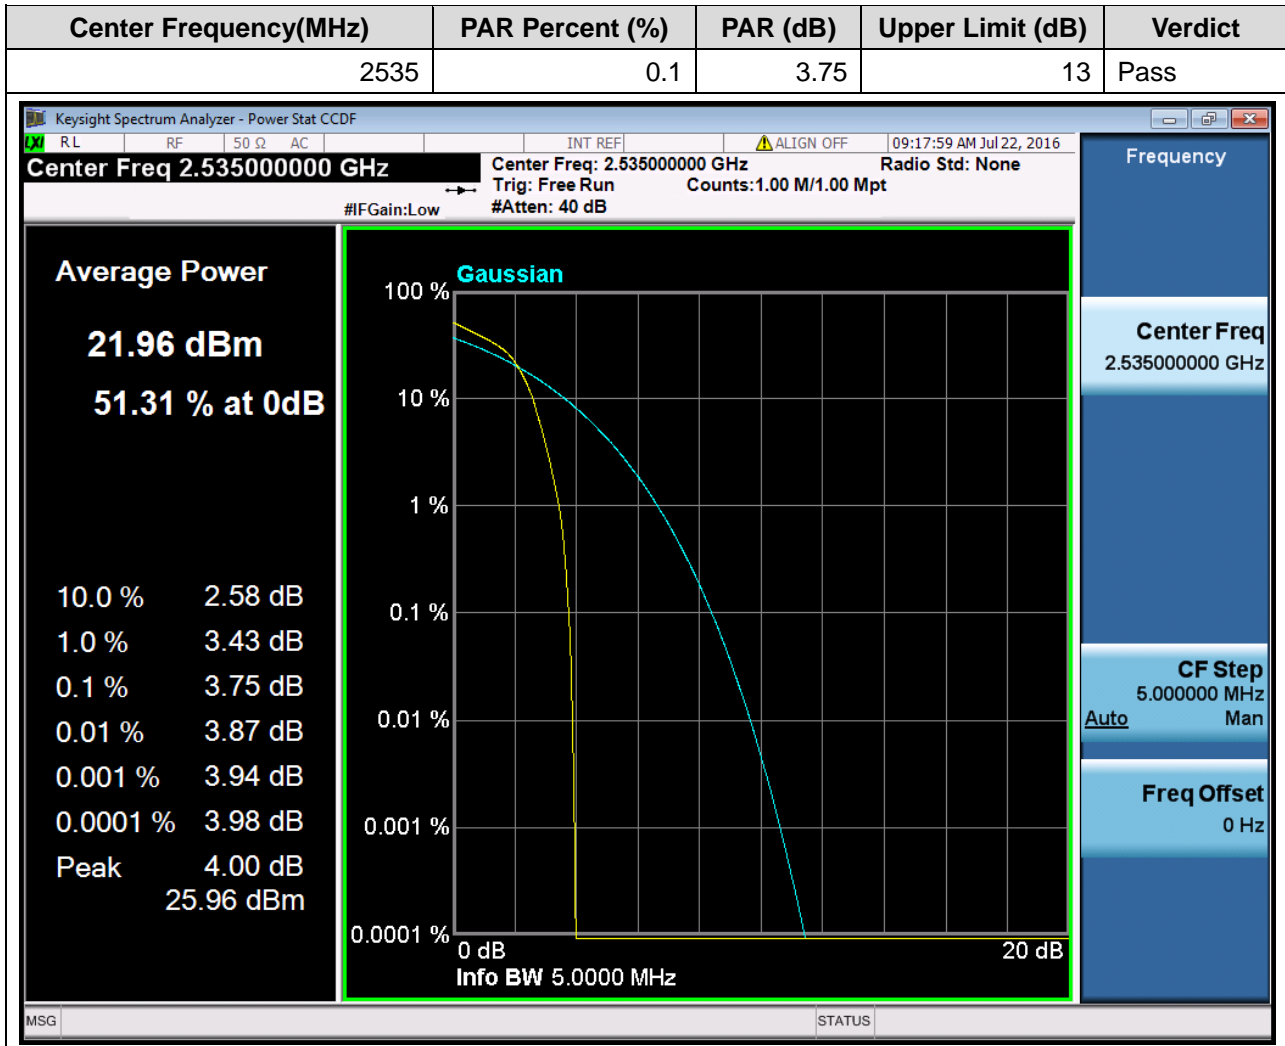 Center Frequency(MHz) PAR Percent (%) PAR (dB) Upper Limit (dB) Verdict
2535 0.1 3.75 13 Pass
Keysight Spectrum Analyzer - Power Stat CCDF
LXI RL RF 50 Ω AC INT REF ALIGN OFF 09:17:59 AM Jul 22, 2016
Center Freq 2.535000000 GHz
Center Freq: 2.535000000 GHz Radio Std: None
Trig: Free Run Counts:1.00 M/1.00 Mpt
#IFGain:Low #Atten: 40 dB
Average Power
21.96 dBm
51.31 % at 0dB
10.0 % 2.58 dB
1.0 % 3.43 dB
0.1 % 3.75 dB
0.01 % 3.87 dB
0.001 % 3.94 dB
0.0001 % 3.98 dB
Peak 4.00 dB
25.96 dBm
Gaussian
100 %
10 %
1 %
0.1 %
0.01 %
0.001 %
0.0001 %
0 dB 20 dB
Info BW 5.0000 MHz
Frequency
Center Freq
2.535000000 GHz
CF Step
5.000000 MHz
Auto Man
Freq Offset
0 Hz
MSG STATUS